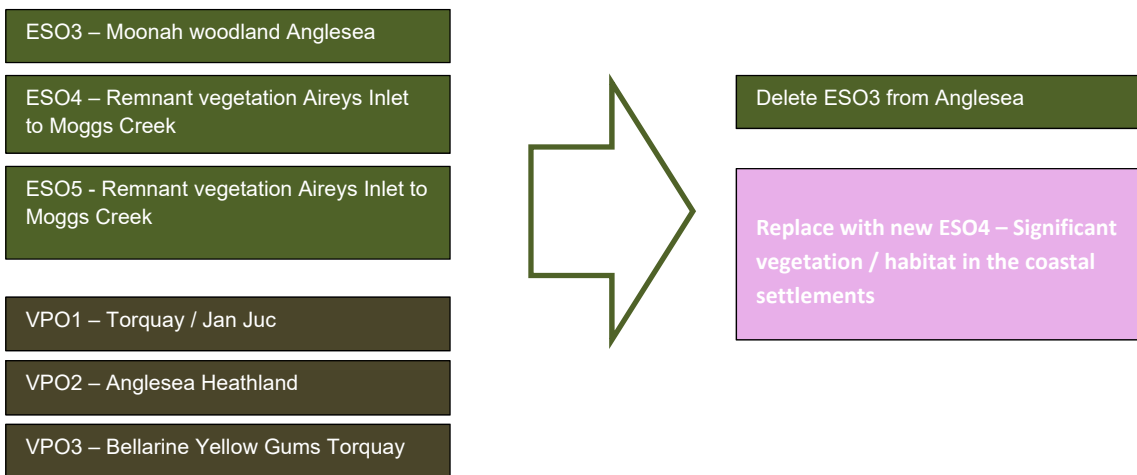 ESO3 – Moonah woodland Anglesea
ESO4 – Remnant vegetation Aireys Inlet
to Moggs Creek
ESO5 - Remnant vegetation Aireys Inlet to
Moggs Creek
VPO1 – Torquay / Jan Juc
VPO2 – Anglesea Heathland
VPO3 – Bellarine Yellow Gums Torquay
Delete ESO3 from Anglesea
Replace with new ESO4 – Significant
vegetation / habitat in the coastal
settlements